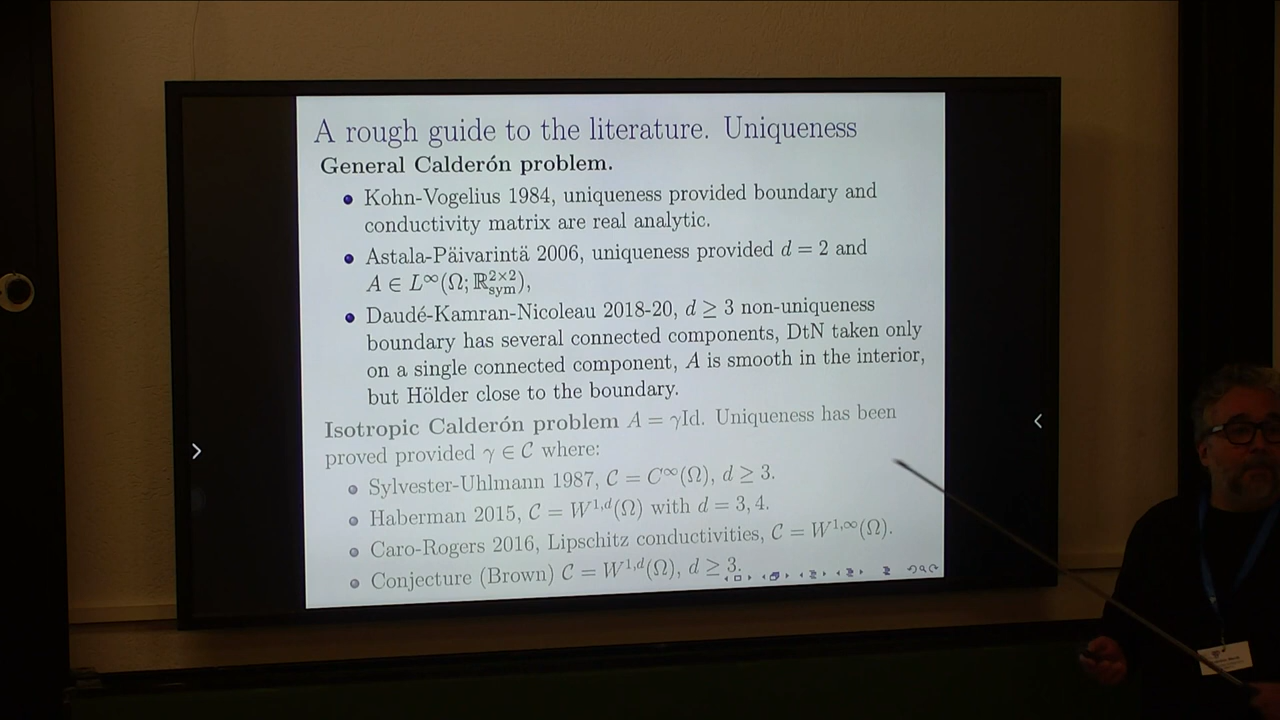 A rough guide to the literature. Uniqueness
General Calderón problem.
Kohn-Vogelius 1984, uniqueness provided boundary and
conductivity matrix are real analytic.
Astala-Päivarintä 2006, uniqueness provided d = 2 and
A ∈ L^∞(Ω; ℝ^{2×2}_{sym}),
Daudé-Kamran-Nicoleau 2018-20, d ≥ 3 non-uniqueness
boundary has several connected components, DtN taken only
on a single connected component, A is smooth in the interior,
but Hölder close to the boundary.
Isotropic Calderón problem A = γId. Uniqueness has been
proved provided γ ∈ 𝒞 where:
Sylvester-Uhlmann 1987, 𝒞 = C^∞(Ω), d ≥ 3.
Haberman 2015, 𝒞 = W^{1,d}(Ω) with d = 3, 4.
Caro-Rogers 2016, Lipschitz conductivities, 𝒞 = W^{1,∞}(Ω).
Conjecture (Brown) 𝒞 = W^{1,d}(Ω), d ≥ 3.